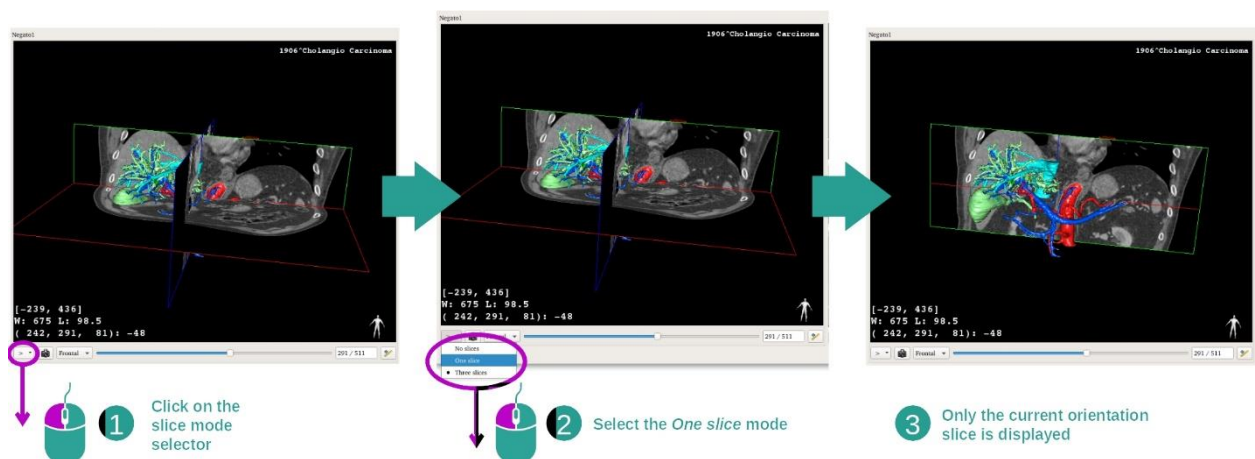 Negato1
1906^Cholangio Carcinoma
[-239, 436]
W: 675 L: 98.5
( 242, 291, 81): -48
>
Frontal
291 / 511
1
Click on the
slice mode
selector
Negato1
1906^Cholangio Carcinoma
[-239, 436]
W: 675 L: 98.5
( 242, 291, 81): -48
Frontal
291 / 511
No slices
One slice
Three slices
2
Select the One slice mode
Negato1
1906^Cholangio Carcinoma
[-239, 436]
W: 675 L: 98.5
( 242, 291, 81): -48
>
Frontal
291 / 511
3
Only the current orientation
slice is displayed